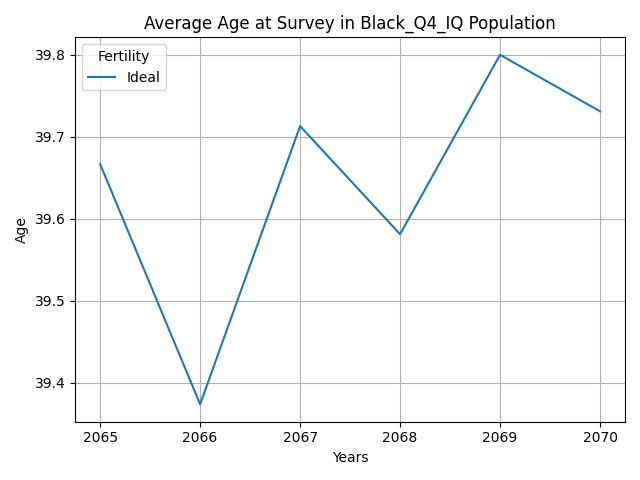 Average Age at Survey in Black_Q4_IQ Population
39.8
39.7
39.6
39.5
39.4
Age
Fertility
Ideal
2065 2066 2067 2068 2069 2070
Years